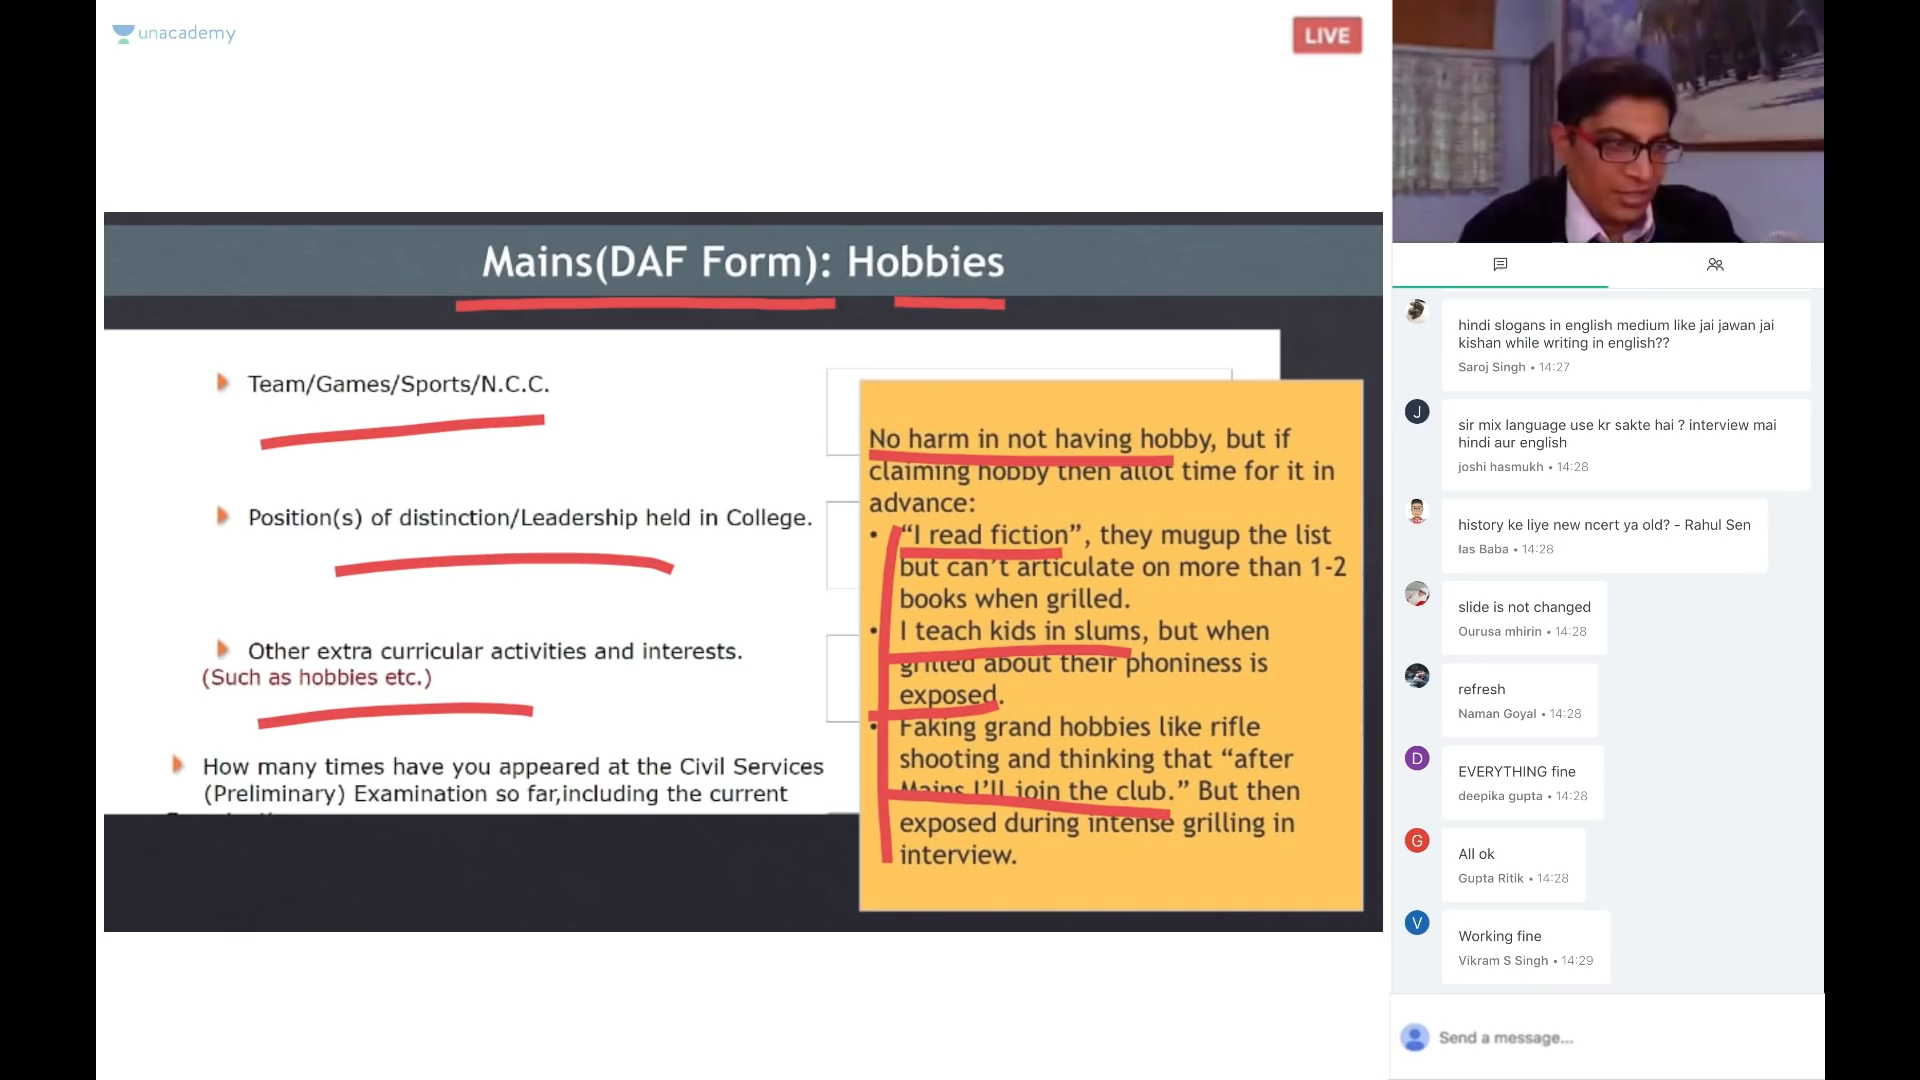 unacademy
LIVE
Mains(DAF Form): Hobbies
Team/Games/Sports/N.C.C.
Position(s) of distinction/Leadership held in College.
Other extra curricular activities and interests.
(Such as hobbies etc.)
How many times have you appeared at the Civil Services
(Preliminary) Examination so far,including the current
No harm in not having hobby, but if
claiming hobby then allot time for it in
advance:
• “I read fiction”, they mugup the list
but can’t articulate on more than 1-2
books when grilled.
• I teach kids in slums, but when
grilled about their phoniness is
exposed.
• Faking grand hobbies like rifle
shooting and thinking that “after
Mains I’ll join the club.” But then
exposed during intense grilling in
interview.
hindi slogans in english medium like jai jawan jai
kishan while writing in english??
Saroj Singh • 14:27
J
sir mix language use kr sakte hai ? interview mai
hindi aur english
joshi hasmukh • 14:28
history ke liye new ncert ya old? - Rahul Sen
Ias Baba • 14:28
slide is not changed
Ourusa mhirin • 14:28
refresh
Naman Goyal • 14:28
D
EVERYTHING fine
deepika gupta • 14:28
G
All ok
Gupta Ritik • 14:28
V
Working fine
Vikram S Singh • 14:29
Send a message...